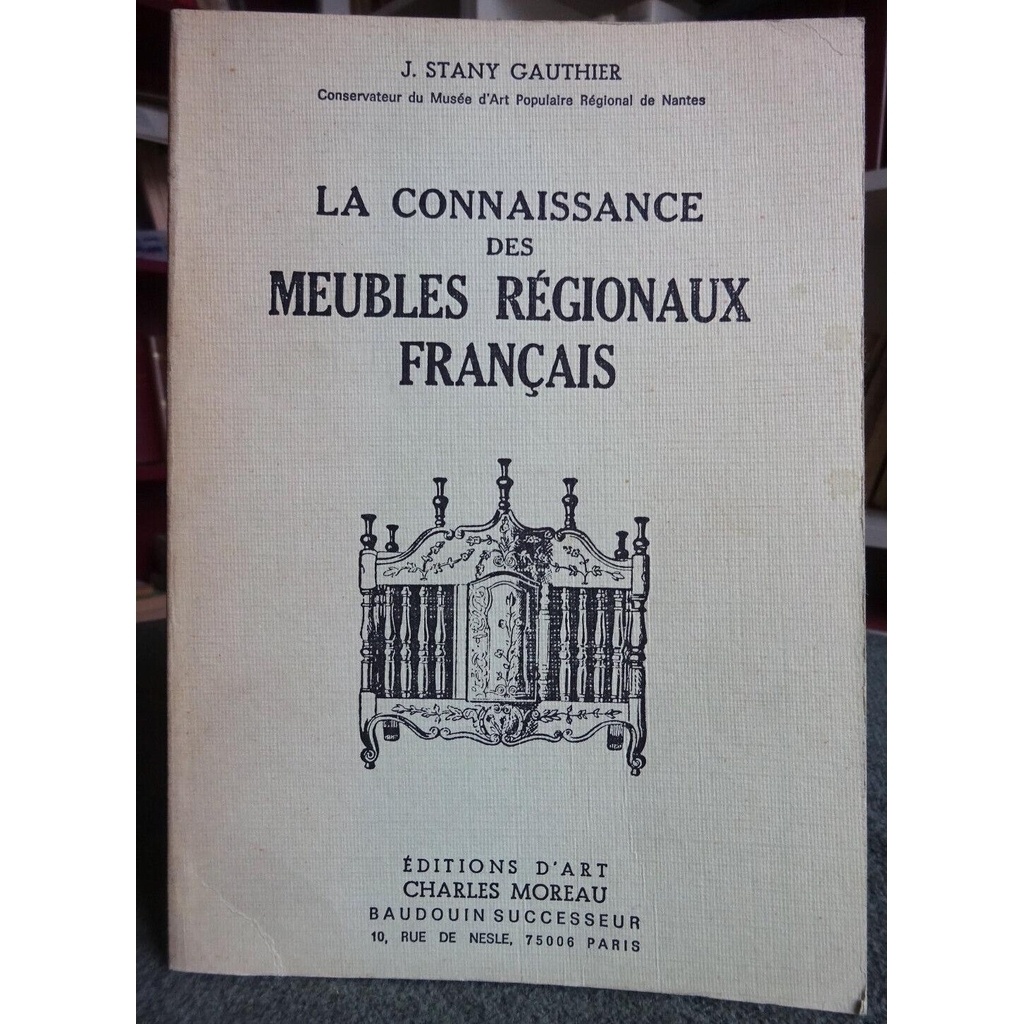 J. STANY GAUTHIER
Conservateur du Musée d'Art Populaire Régional de Nantes
LA CONNAISSANCE
DES
MEUBLES RÉGIONAUX
FRANÇAIS
ÉDITIONS D'ART
CHARLES MOREAU
BAUDOUIN SUCCESSEUR
10, RUE DE NESLE, 75006 PARIS